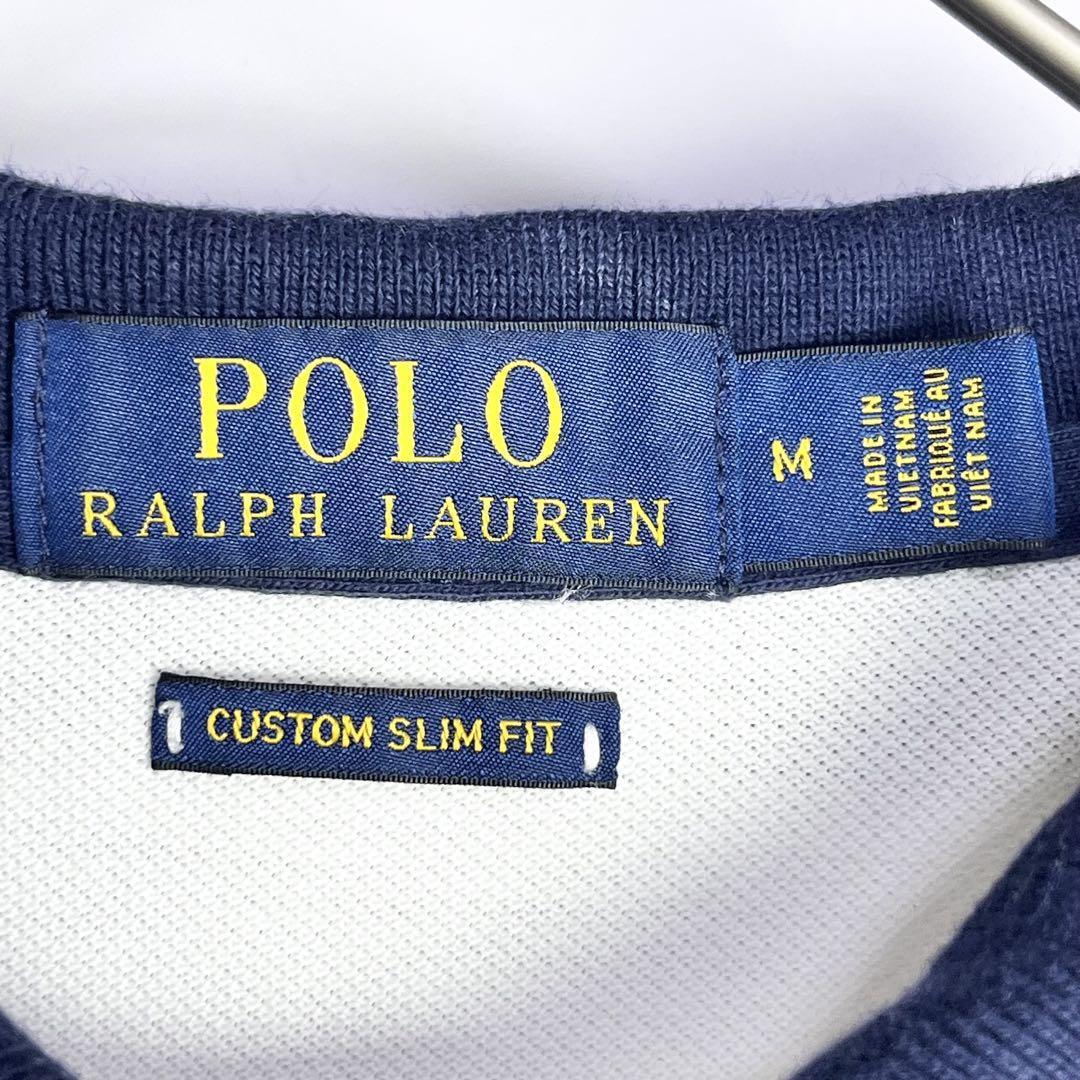 POLO
RALPH LAUREN
M
MADE IN
VIETNAM
FABRIQUÉ AU
VIÊT NAM
CUSTOM SLIM FIT